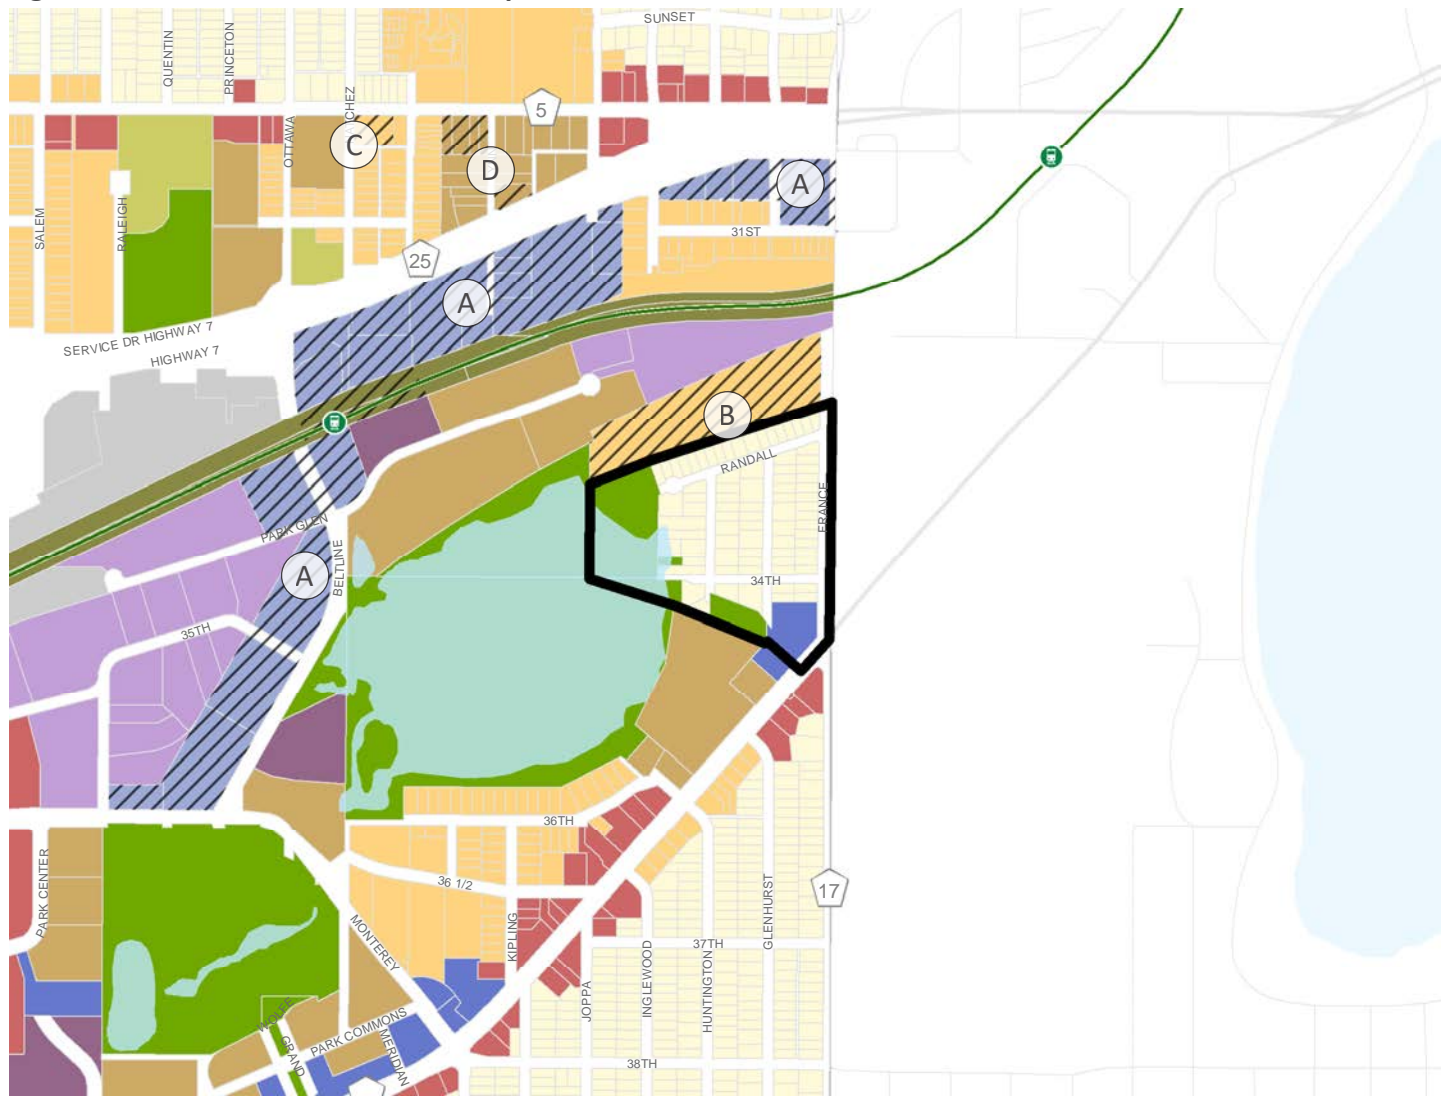 SUNSET
QUENTIN
PRINCETON
5
OTTAWA
CHEZ
C
D
A
SALEM
RALEIGH
31ST
25
A
SERVICE DR HIGHWAY 7
HIGHWAY 7
B
RANDALL
FRANCE
PARK GLEN
BELTLINE
A
34TH
35TH
36TH
36 1/2
17
PARK CENTER
MONTEREY
KIPLING
GLENHURST
37TH
JOPPA
INGLEWOOD
HUNTINGTON
WOLFE
GRAND
PARK COMMONS
MERIDIAN
38TH